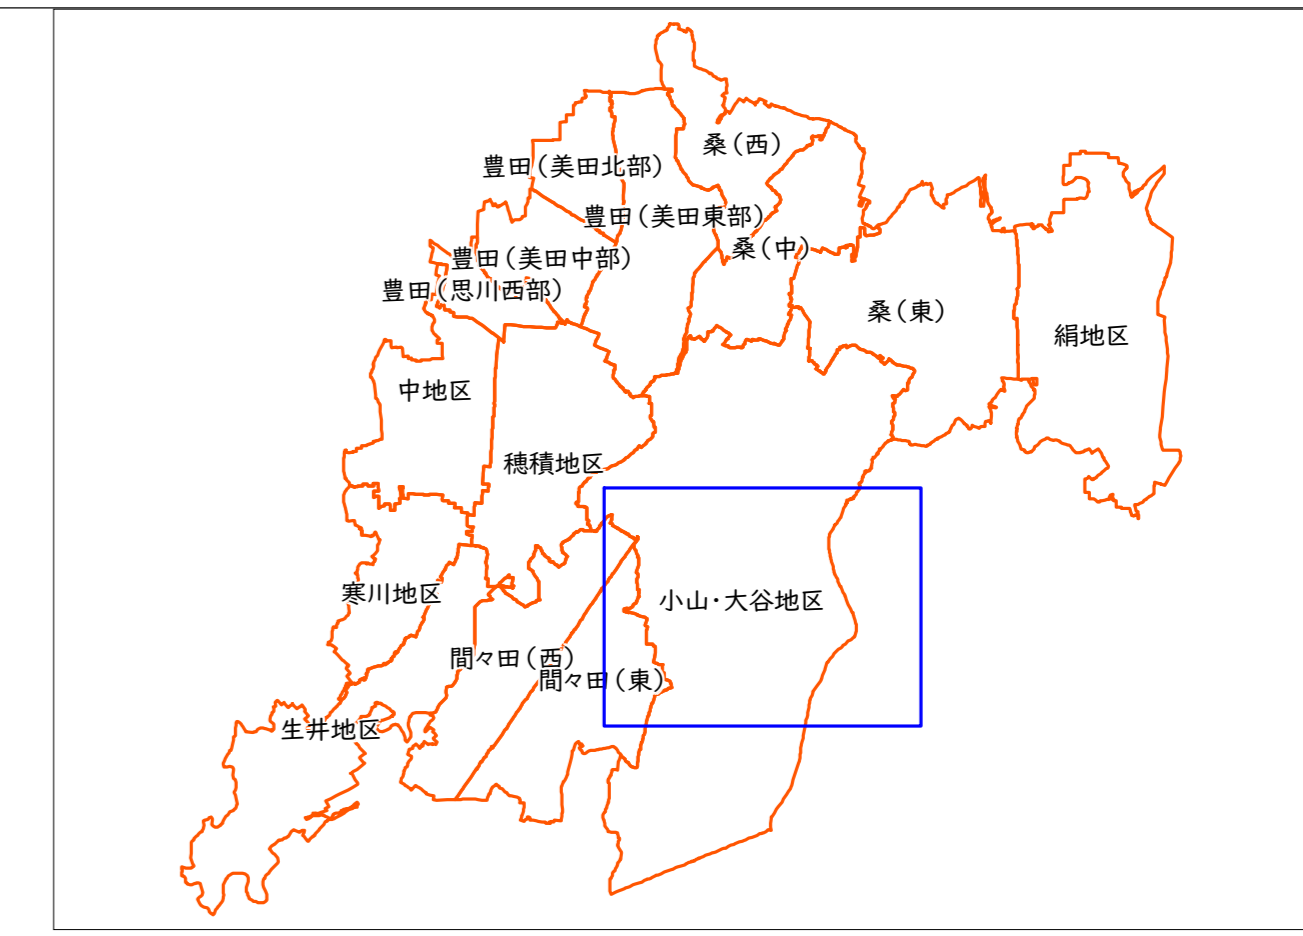 桑（西）
豊田（美田北部）
豊田（美田東部）
桑（中）
豊田（美田中部）
豊田（思川西部）
桑（東）
絹地区
中地区
穂積地区
寒川地区
小山・大谷地区
間々田（西）
間々田（東）
生井地区